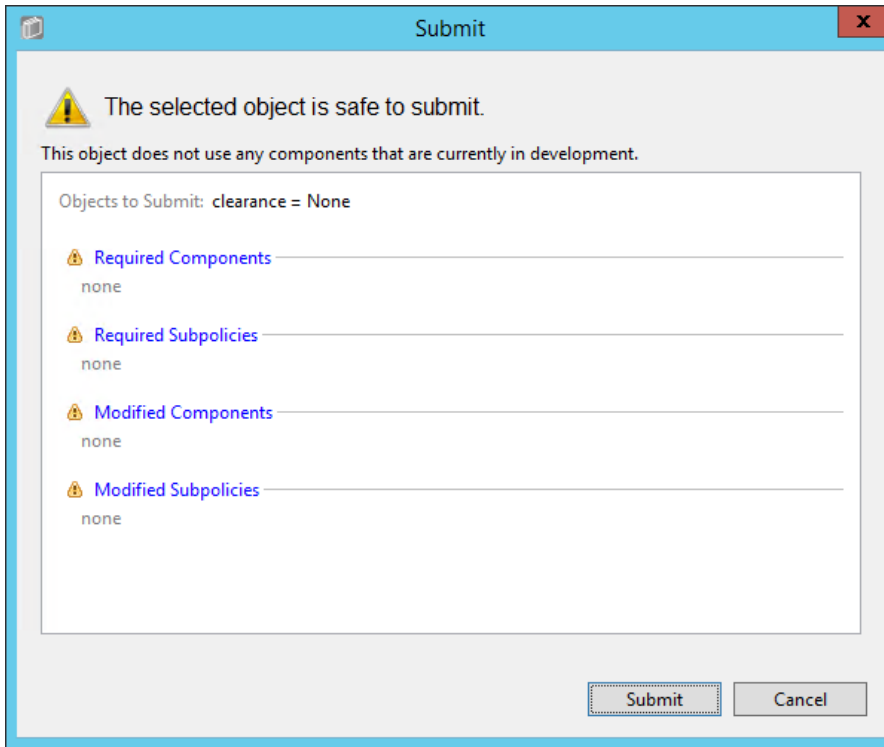 Submit
x
The selected object is safe to submit.
This object does not use any components that are currently in development.
Objects to Submit: clearance = None
Required Components
none
Required Subpolicies
none
Modified Components
none
Modified Subpolicies
none
Submit Cancel